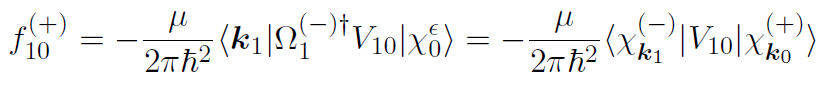 $f_{10}^{(+)} = -\frac{\mu}{2\pi\hbar^2} \langle \boldsymbol{k}_1 | \Omega_1^{(-)\dagger} V_{10} | \chi_0^{\epsilon} \rangle = -\frac{\mu}{2\pi\hbar^2} \langle \chi_{\boldsymbol{k}_1}^{(-)} | V_{10} | \chi_{\boldsymbol{k}_0}^{(+)} \rangle$